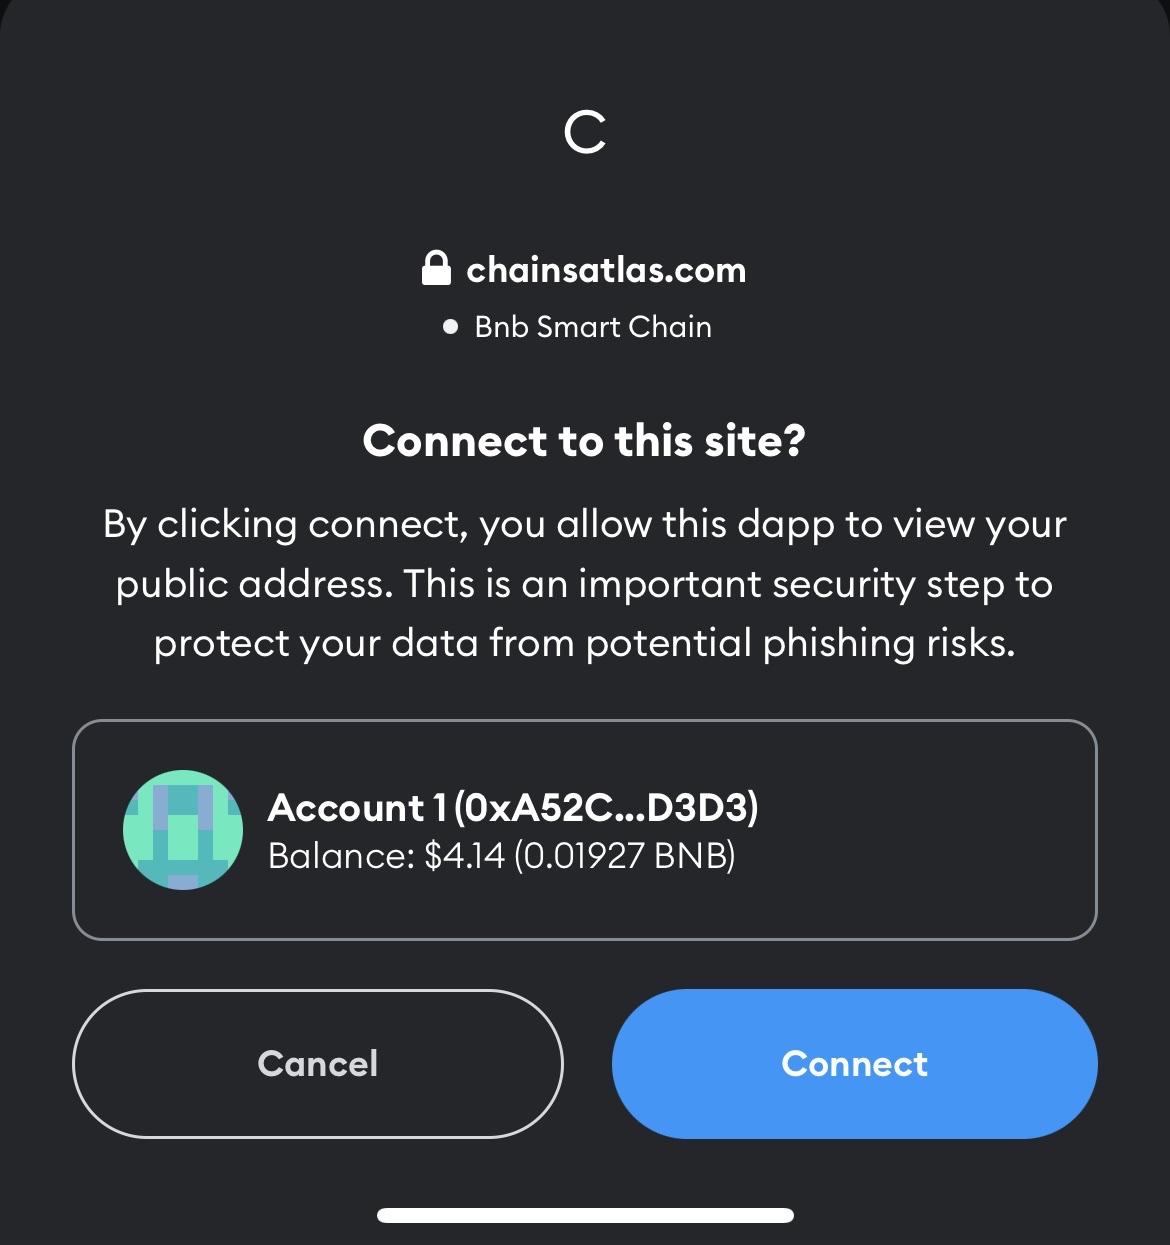 C
chainsatlas.com
Bnb Smart Chain
Connect to this site?
By clicking connect, you allow this dapp to view your
public address. This is an important security step to
protect your data from potential phishing risks.
Account 1 (0xA52C...D3D3)
Balance: $4.14 (0.01927 BNB)
Cancel
Connect